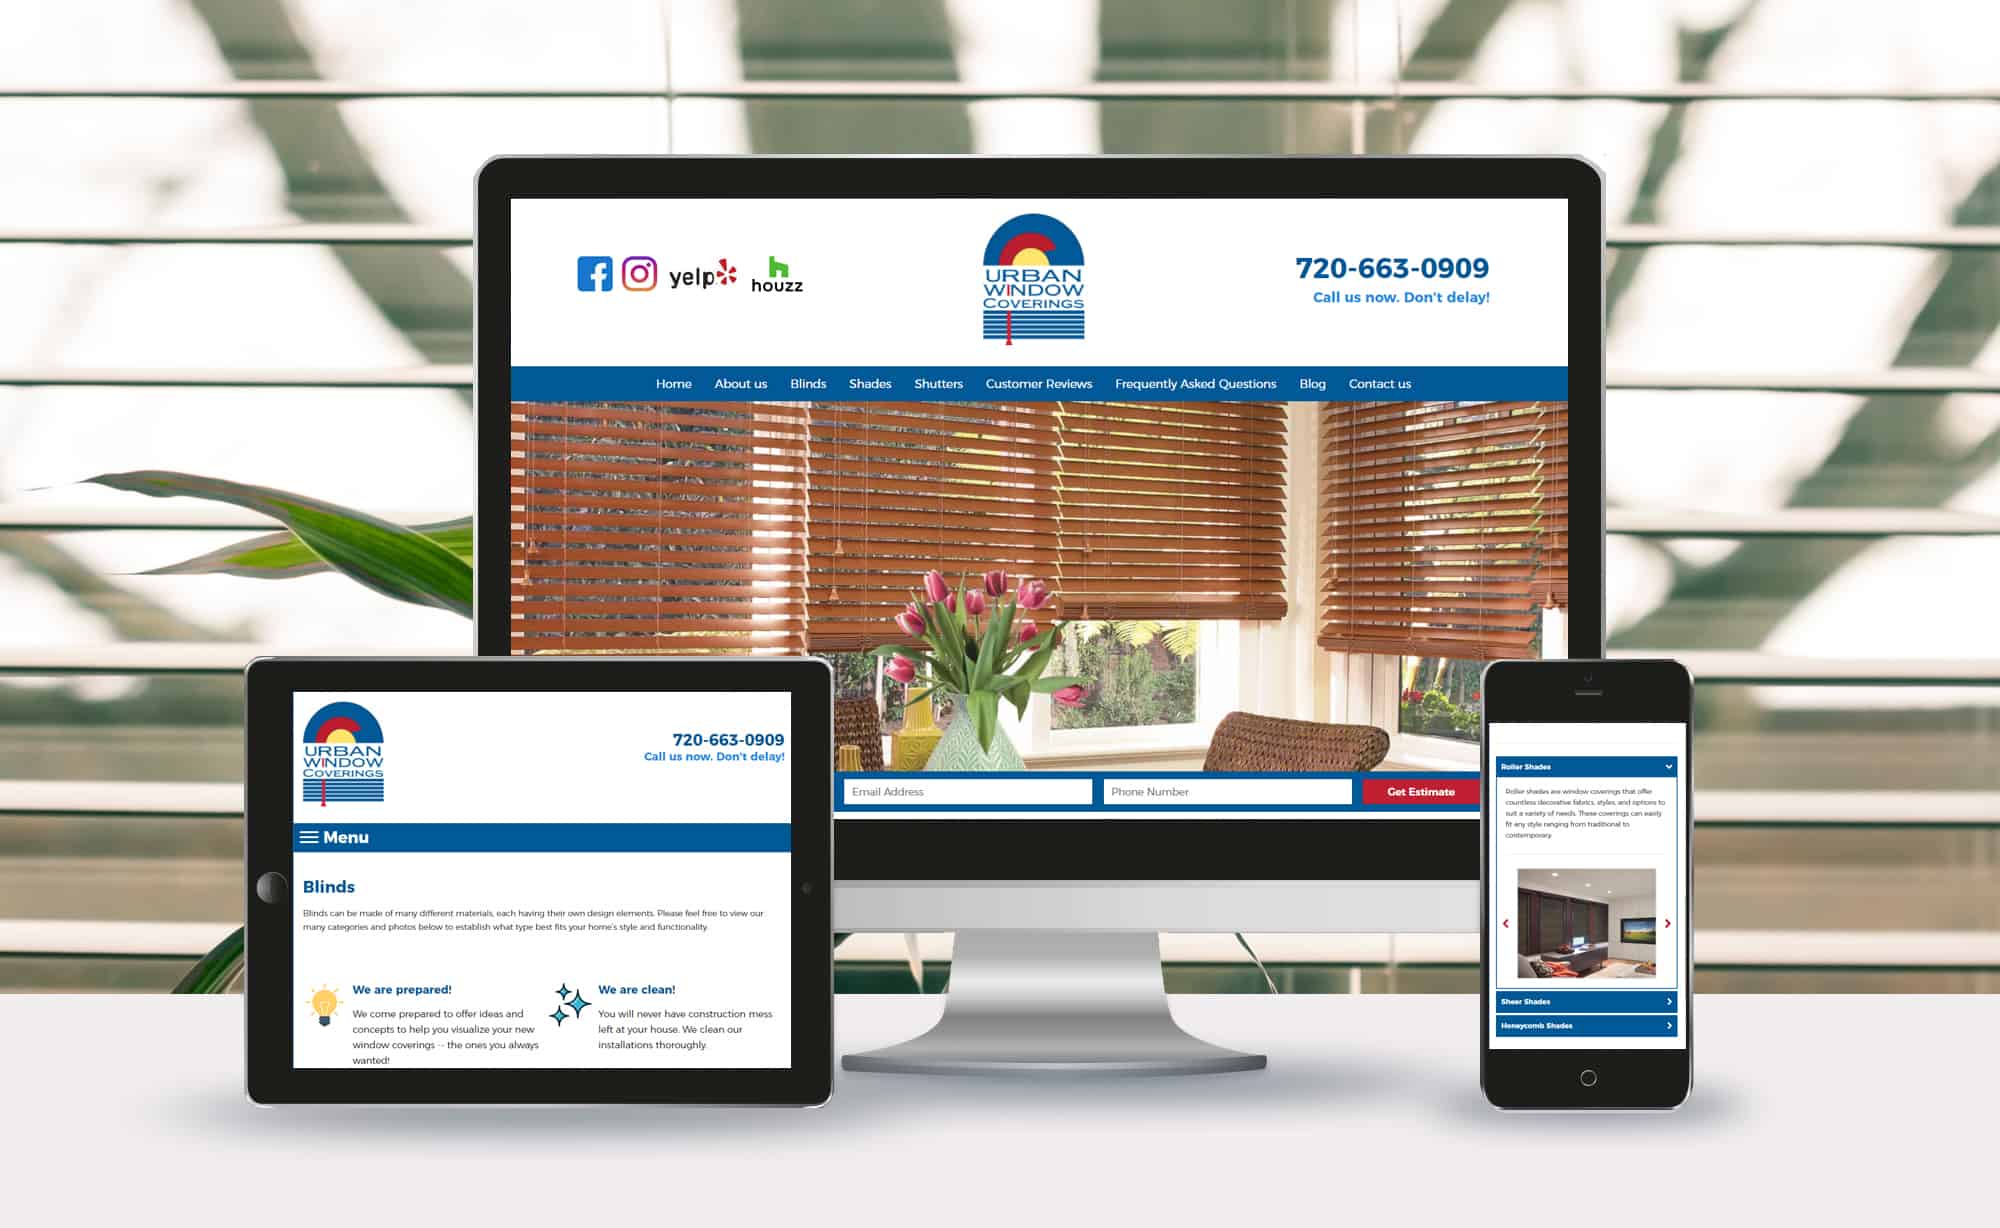 yelp
houzz
URBAN
WINDOW
COVERINGS
720-663-0909
Call us now. Don't delay!
Home About us Blinds Shades Shutters Customer Reviews Frequently Asked Questions Blog Contact us
Email Address
Phone Number
Get Estimate
URBAN
WINDOW
COVERINGS
720-663-0909
Call us now. Don't delay!
Menu
Blinds
Blinds can be made of many different materials, each having their own design elements. Please feel free to view our
many categories and photos below to establish what type best fits your home's style and functionality.
We are prepared!
We come prepared to offer ideas and
concepts to help you visualize your new
window coverings -- the ones you always
wanted!
We are clean!
You will never have construction mess
left at your house. We clean our
installations thoroughly.
Roller Shades
Roller shades are window coverings that offer
countless decorative fabrics, styles, and options to
suit a variety of needs. These coverings can easily
fit any style ranging from traditional to
contemporary.
Sheer Shades
Honeycomb Shades